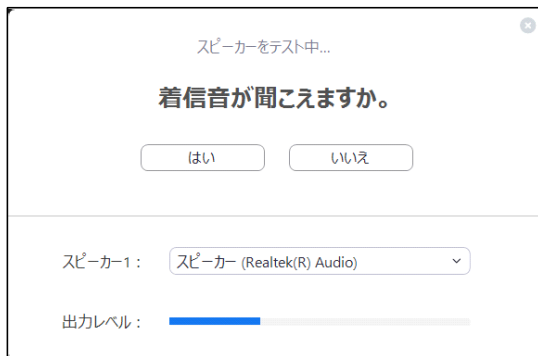 スピーカーをテスト中...
着信音が聞こえますか。
はい
いいえ
スピーカー1：
スピーカー (Realtek(R) Audio)
出力レベル：